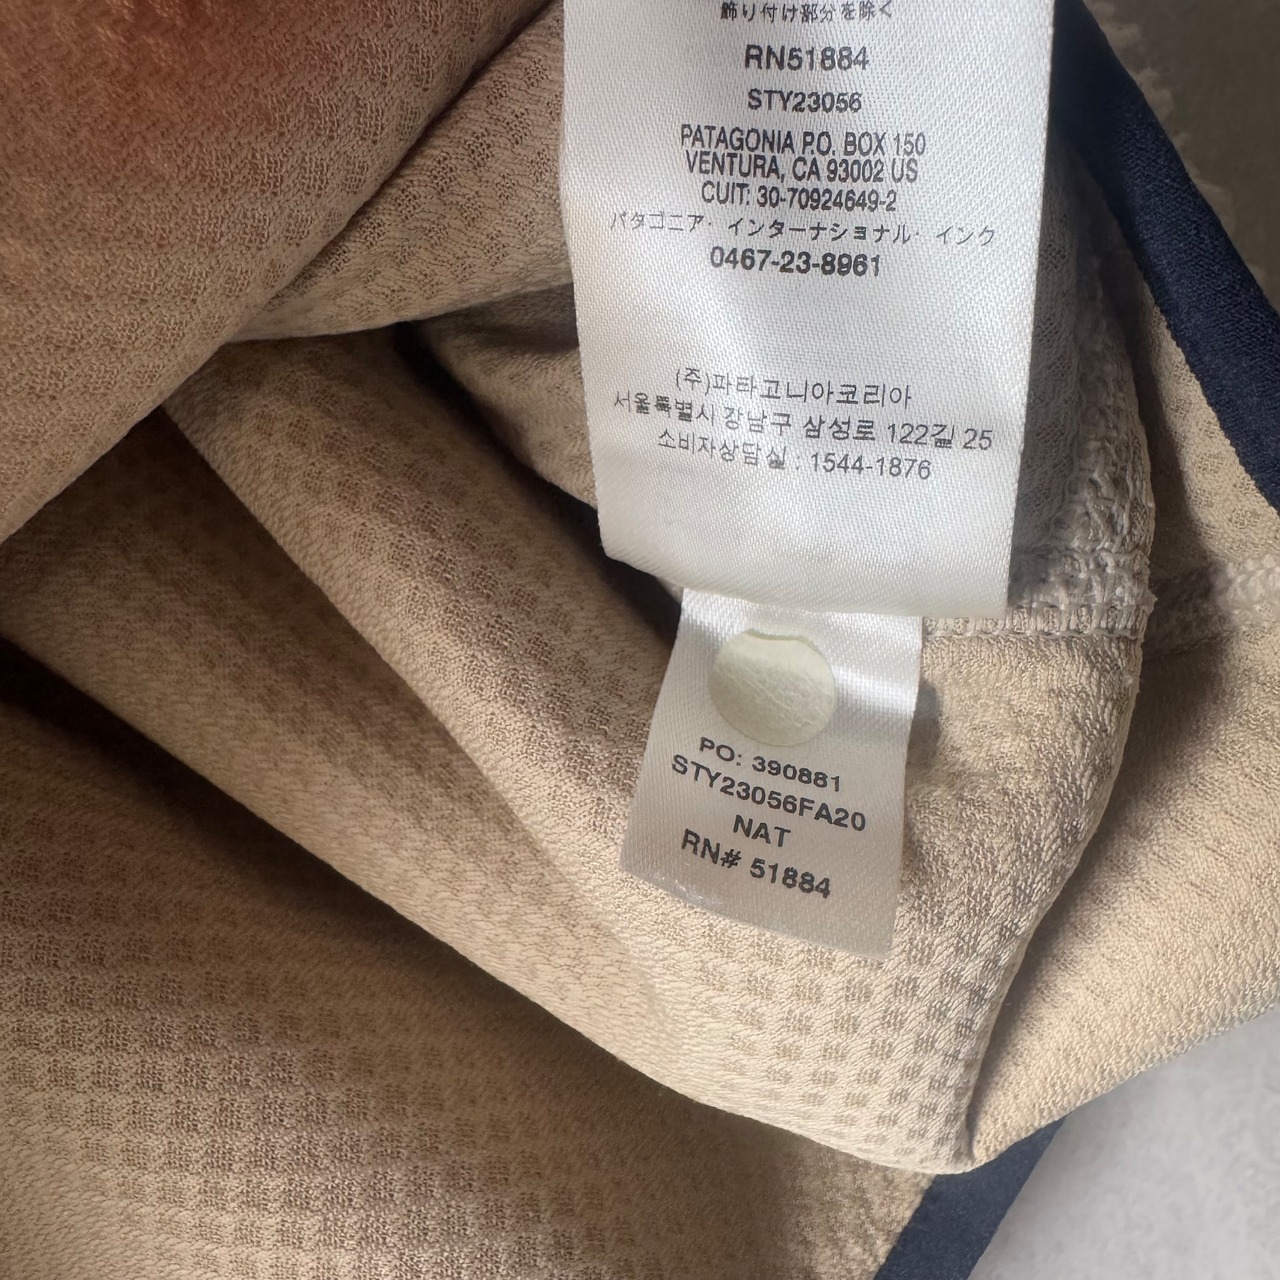 飾り付け部分を除く
RN51884
STY23056
PATAGONIA P.O. BOX 150
VENTURA, CA 93002 US
CUIT: 30-70924649-2
パタゴニア・インターナショナル・インク
0467-23-8961
(주)파타고니아코리아
서울특별시 강남구 삼성로 122길 25
소비자상담실 : 1544-1876
PO: 390881
STY23056FA20
NAT
RN# 51884